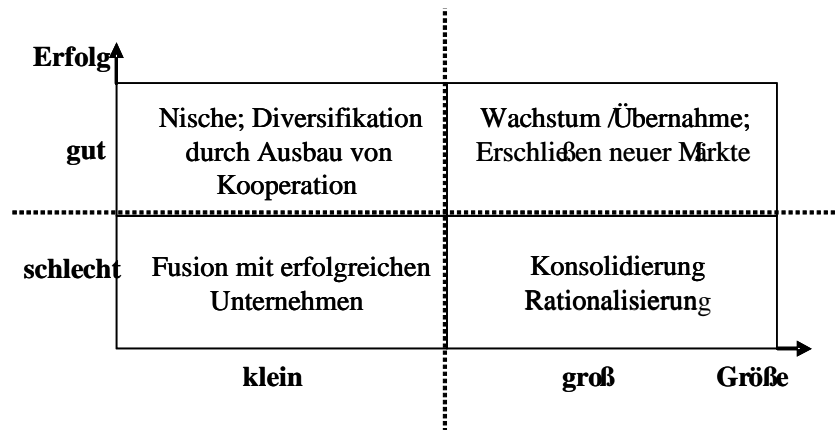 Erfolg
Nische; Diversifikation
durch Ausbau von
Kooperation
Wachstum /Übernahme;
Erschließen neuer Märkte
gut
Fusion mit erfolgreichen
Unternehmen
Konsolidierung
Rationalisierung
schlecht
klein
groß
Größe